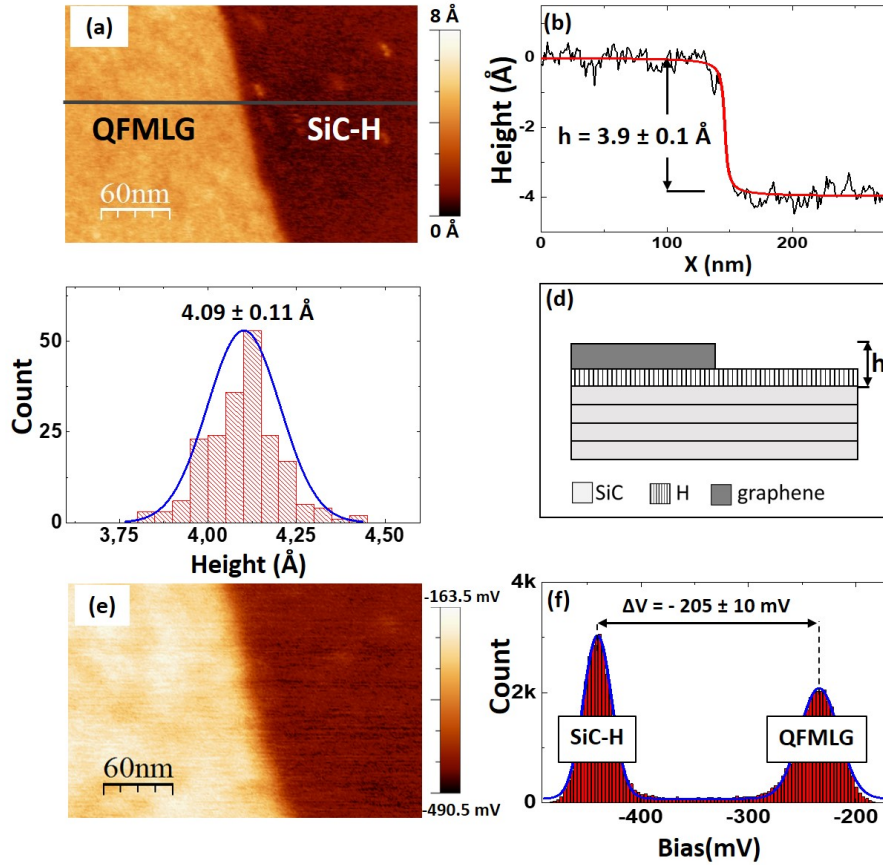 (a)
8 Å
QFMLG
SiC-H
60nm
0 Å
(b)
0
-2
-4
Height (Å)
h = 3.9 ± 0.1 Å
0
100
200
X (nm)
4.09 ± 0.11 Å
50
25
0
Count
3,75
4,00
4,25
4,50
Height (Å)
(d)
h
SiC
H
graphene
(e)
-163.5 mV
60nm
-490.5 mV
(f)
4k
2k
0
Count
ΔV = - 205 ± 10 mV
SiC-H
QFMLG
-400
-300
-200
Bias(mV)